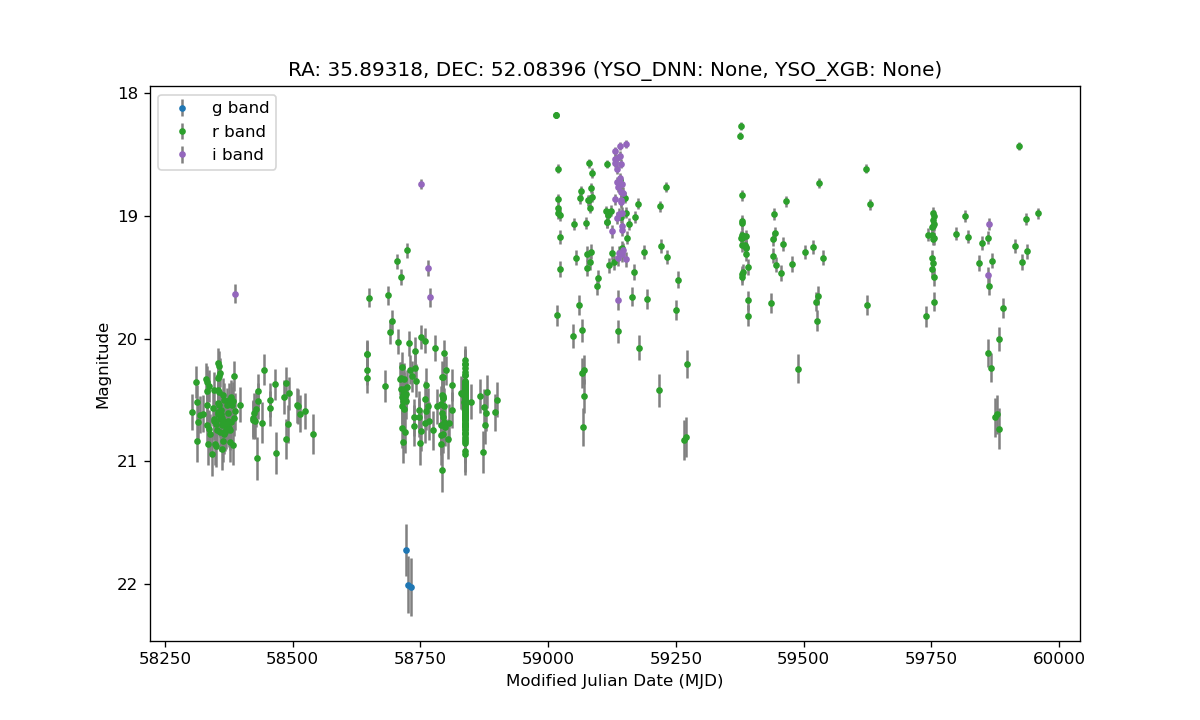 RA: 35.89318, DEC: 52.08396 (YSO_DNN: None, YSO_XGB: None)
g band
r band
i band
18
19
20
21
22
Magnitude
58250
58500
58750
59000
59250
59500
59750
60000
Modified Julian Date (MJD)